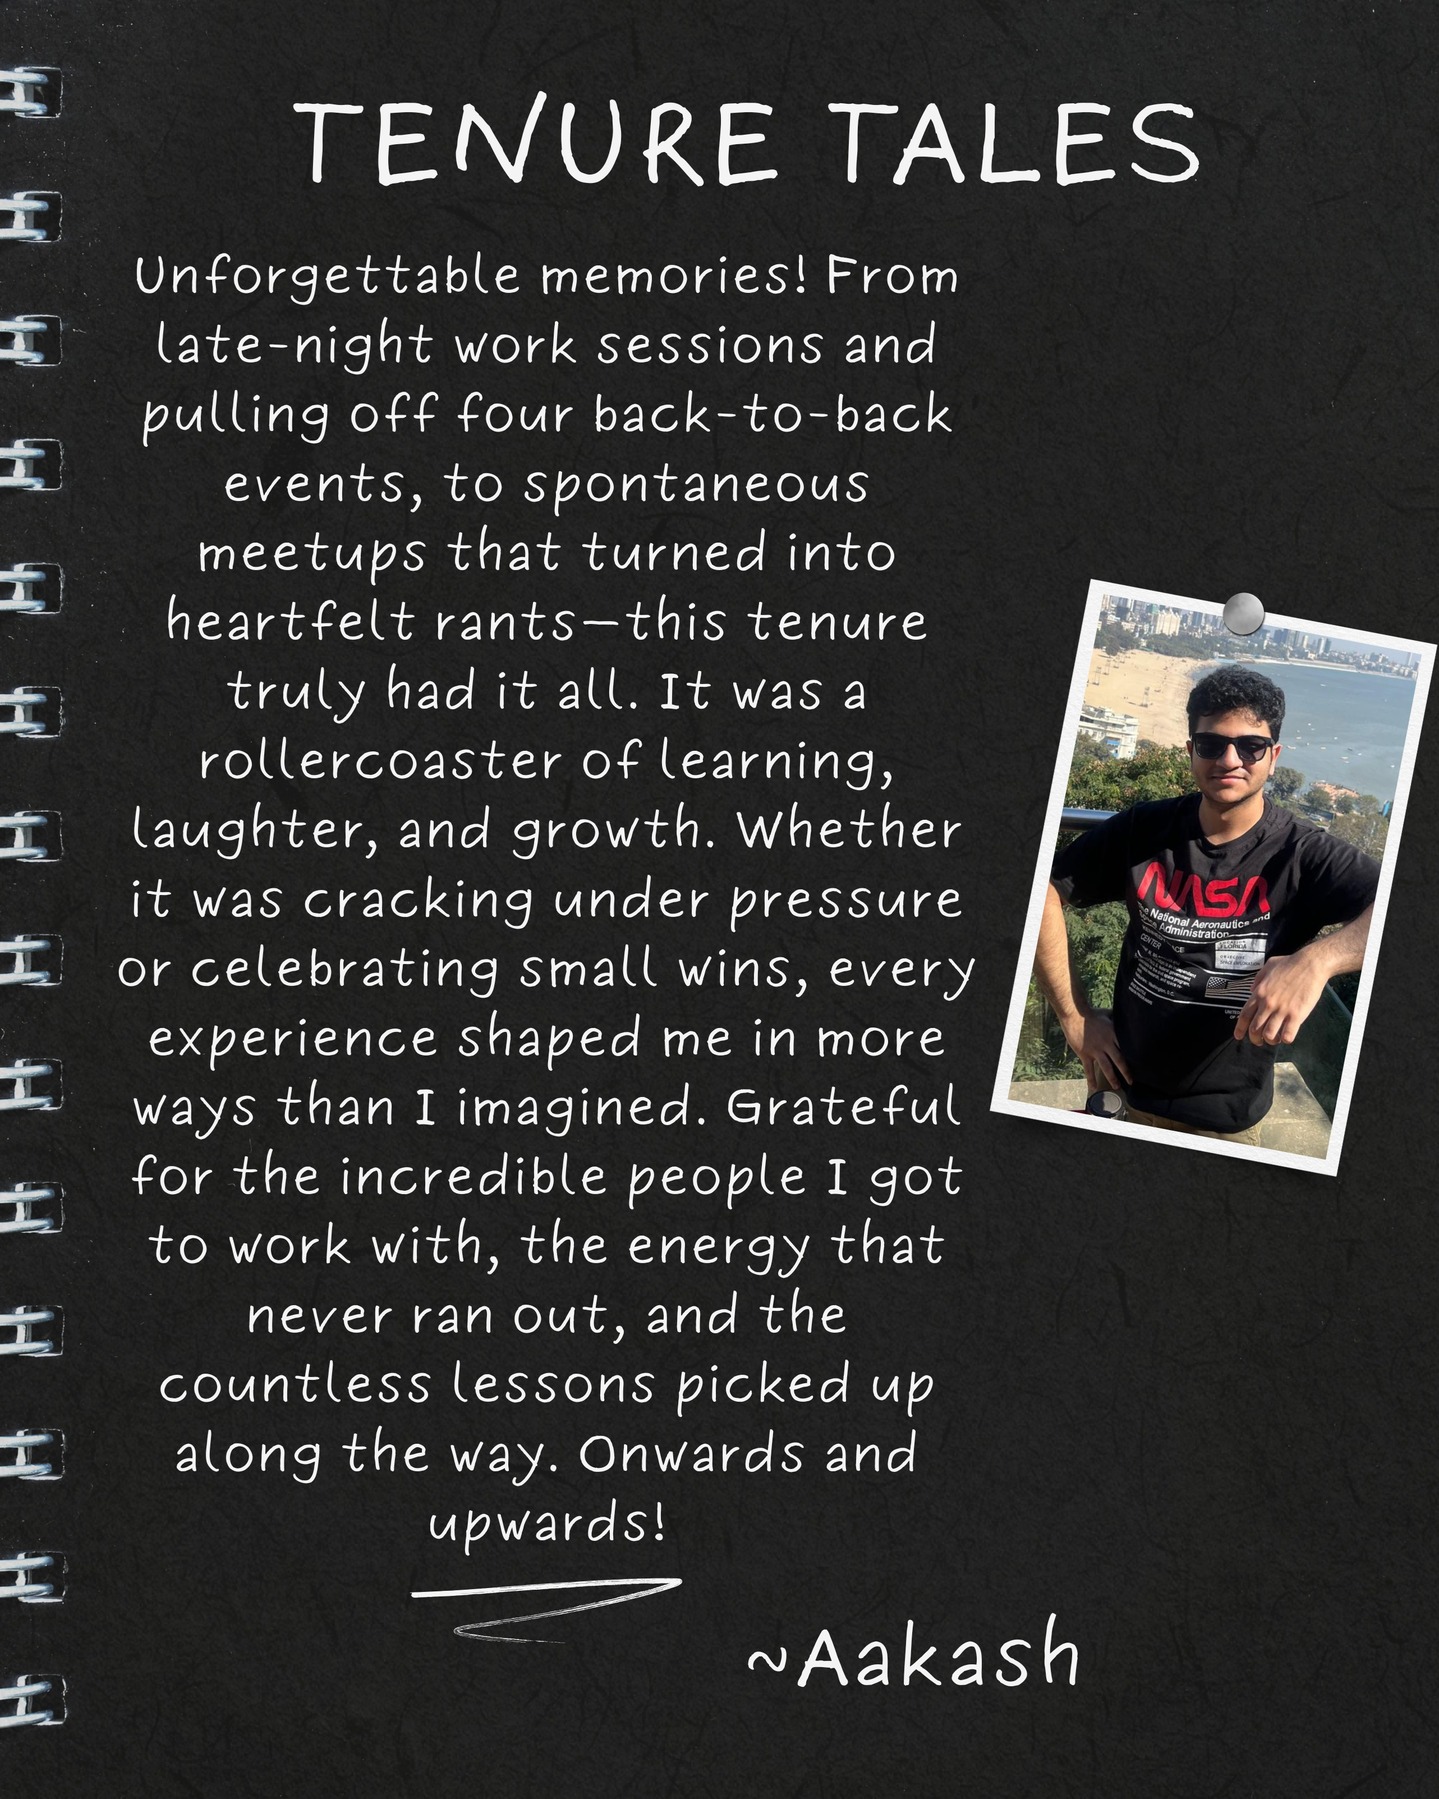 TENURE TALES
Unforgettable memories! From
late-night work sessions and
pulling off four back-to-back
events, to spontaneous
meetups that turned into
heartfelt rants—this tenure
truly had it all. It was a
rollercoaster of learning,
laughter, and growth. Whether
it was cracking under pressure
or celebrating small wins, every
experience shaped me in more
ways than I imagined. Grateful
for the incredible people I got
to work with, the energy that
never ran out, and the
countless lessons picked up
along the way. Onwards and
upwards!
~Aakash
NASA
National Aeronautics and
Administration
CENTER
FLORIDA